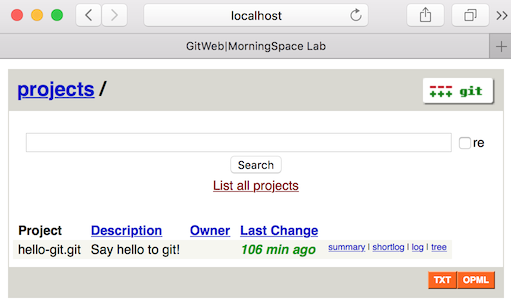 localhost
GitWeb|MorningSpace Lab
projects /
git
re
Search
List all projects
Project Description Owner Last Change
hello-git.git Say hello to git! 106 min ago summary | shortlog | log | tree
TXT OPML